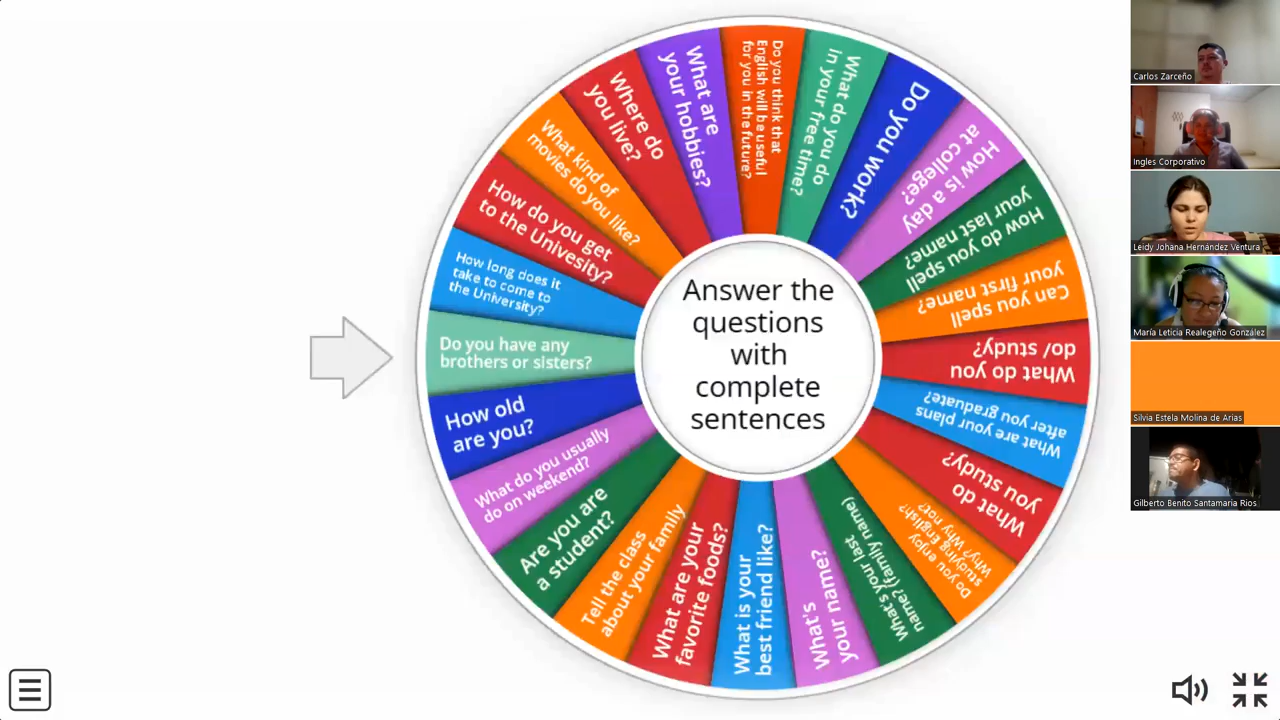 Answer the
questions
with
complete
sentences
Do you have any
brothers or sisters?
How long does it
take to come to
the University?
How do you get
to the Univesity?
What kind of
movies do you like?
Where do
you live?
What are
your hobbies?
Do you think that
English will be useful
for you in the future?
What do you do
in your free time?
Do you work?
How is a day
at college?
How do you spell
your last name?
Can you spell
your first name?
What do you
do/ study?
What are your plans
after you graduate?
What do
you study?
Do you enjoy
studying English?
Why? Why not?
What's your last
name? (family name)
What's
your name?
What is your
best friend like?
What are your
favorite foods?
Tell the class
about your family
Are you are
a student?
What do you usually
do on weekend?
How old
are you?
Carlos Zarceño
Ingles Corporativo
Leidy Johana Hernández Ventura
María Leticia Realegeño González
Silvia Estela Molina de Arias
Gilberto Benito Santamaria Rios